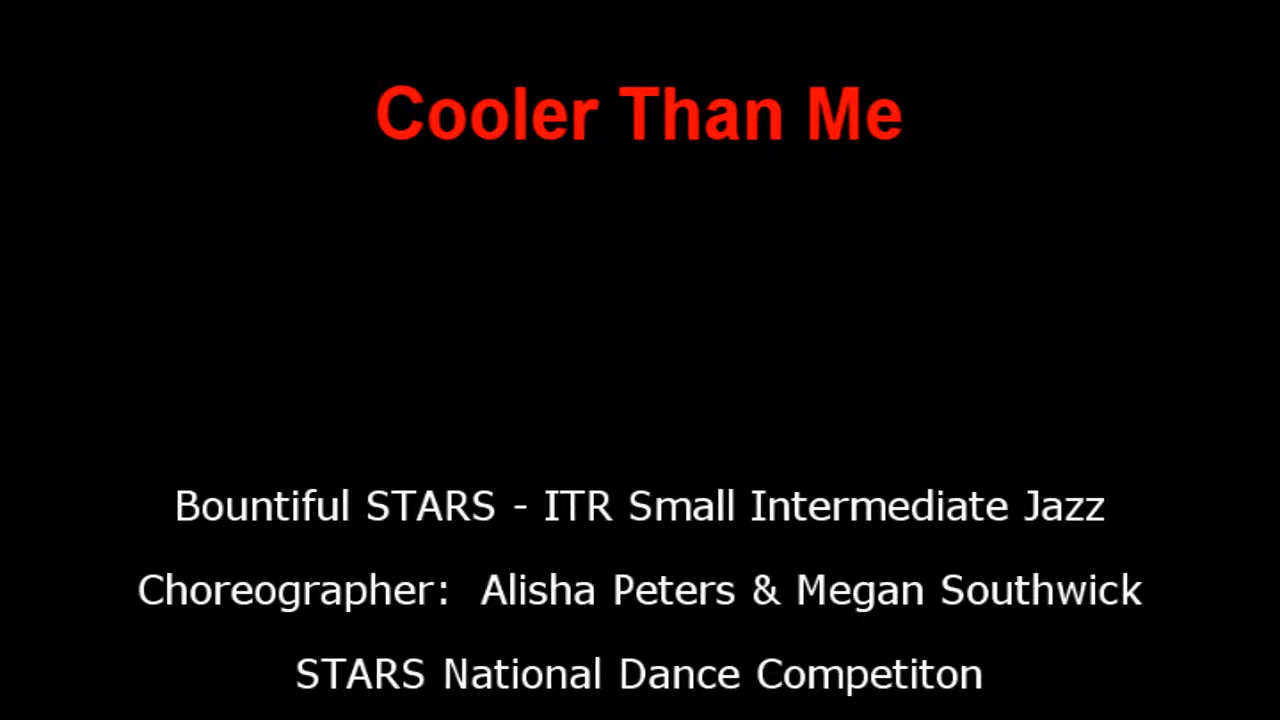 Cooler Than Me
Bountiful STARS - ITR Small Intermediate Jazz
Choreographer:  Alisha Peters & Megan Southwick
STARS National Dance Competiton